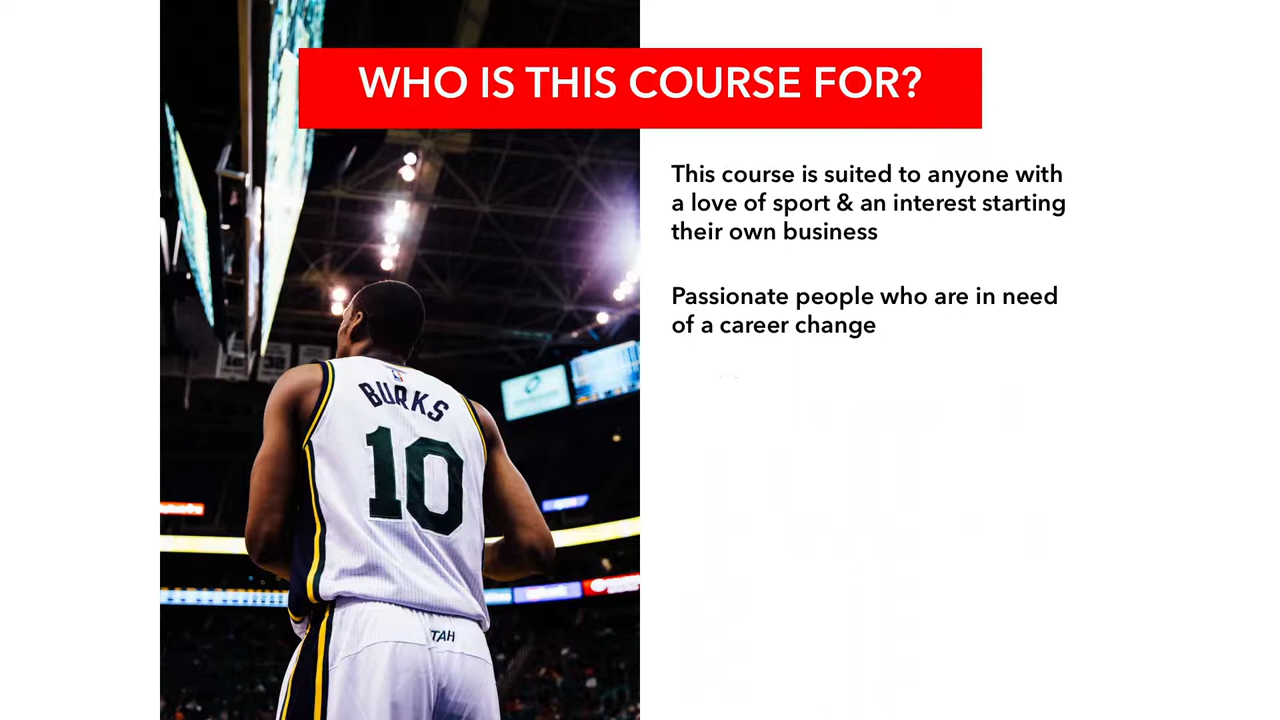 WHO IS THIS COURSE FOR?
This course is suited to anyone with
a love of sport & an interest starting
their own business
Passionate people who are in need
of a career change
BURKS
10
TAH